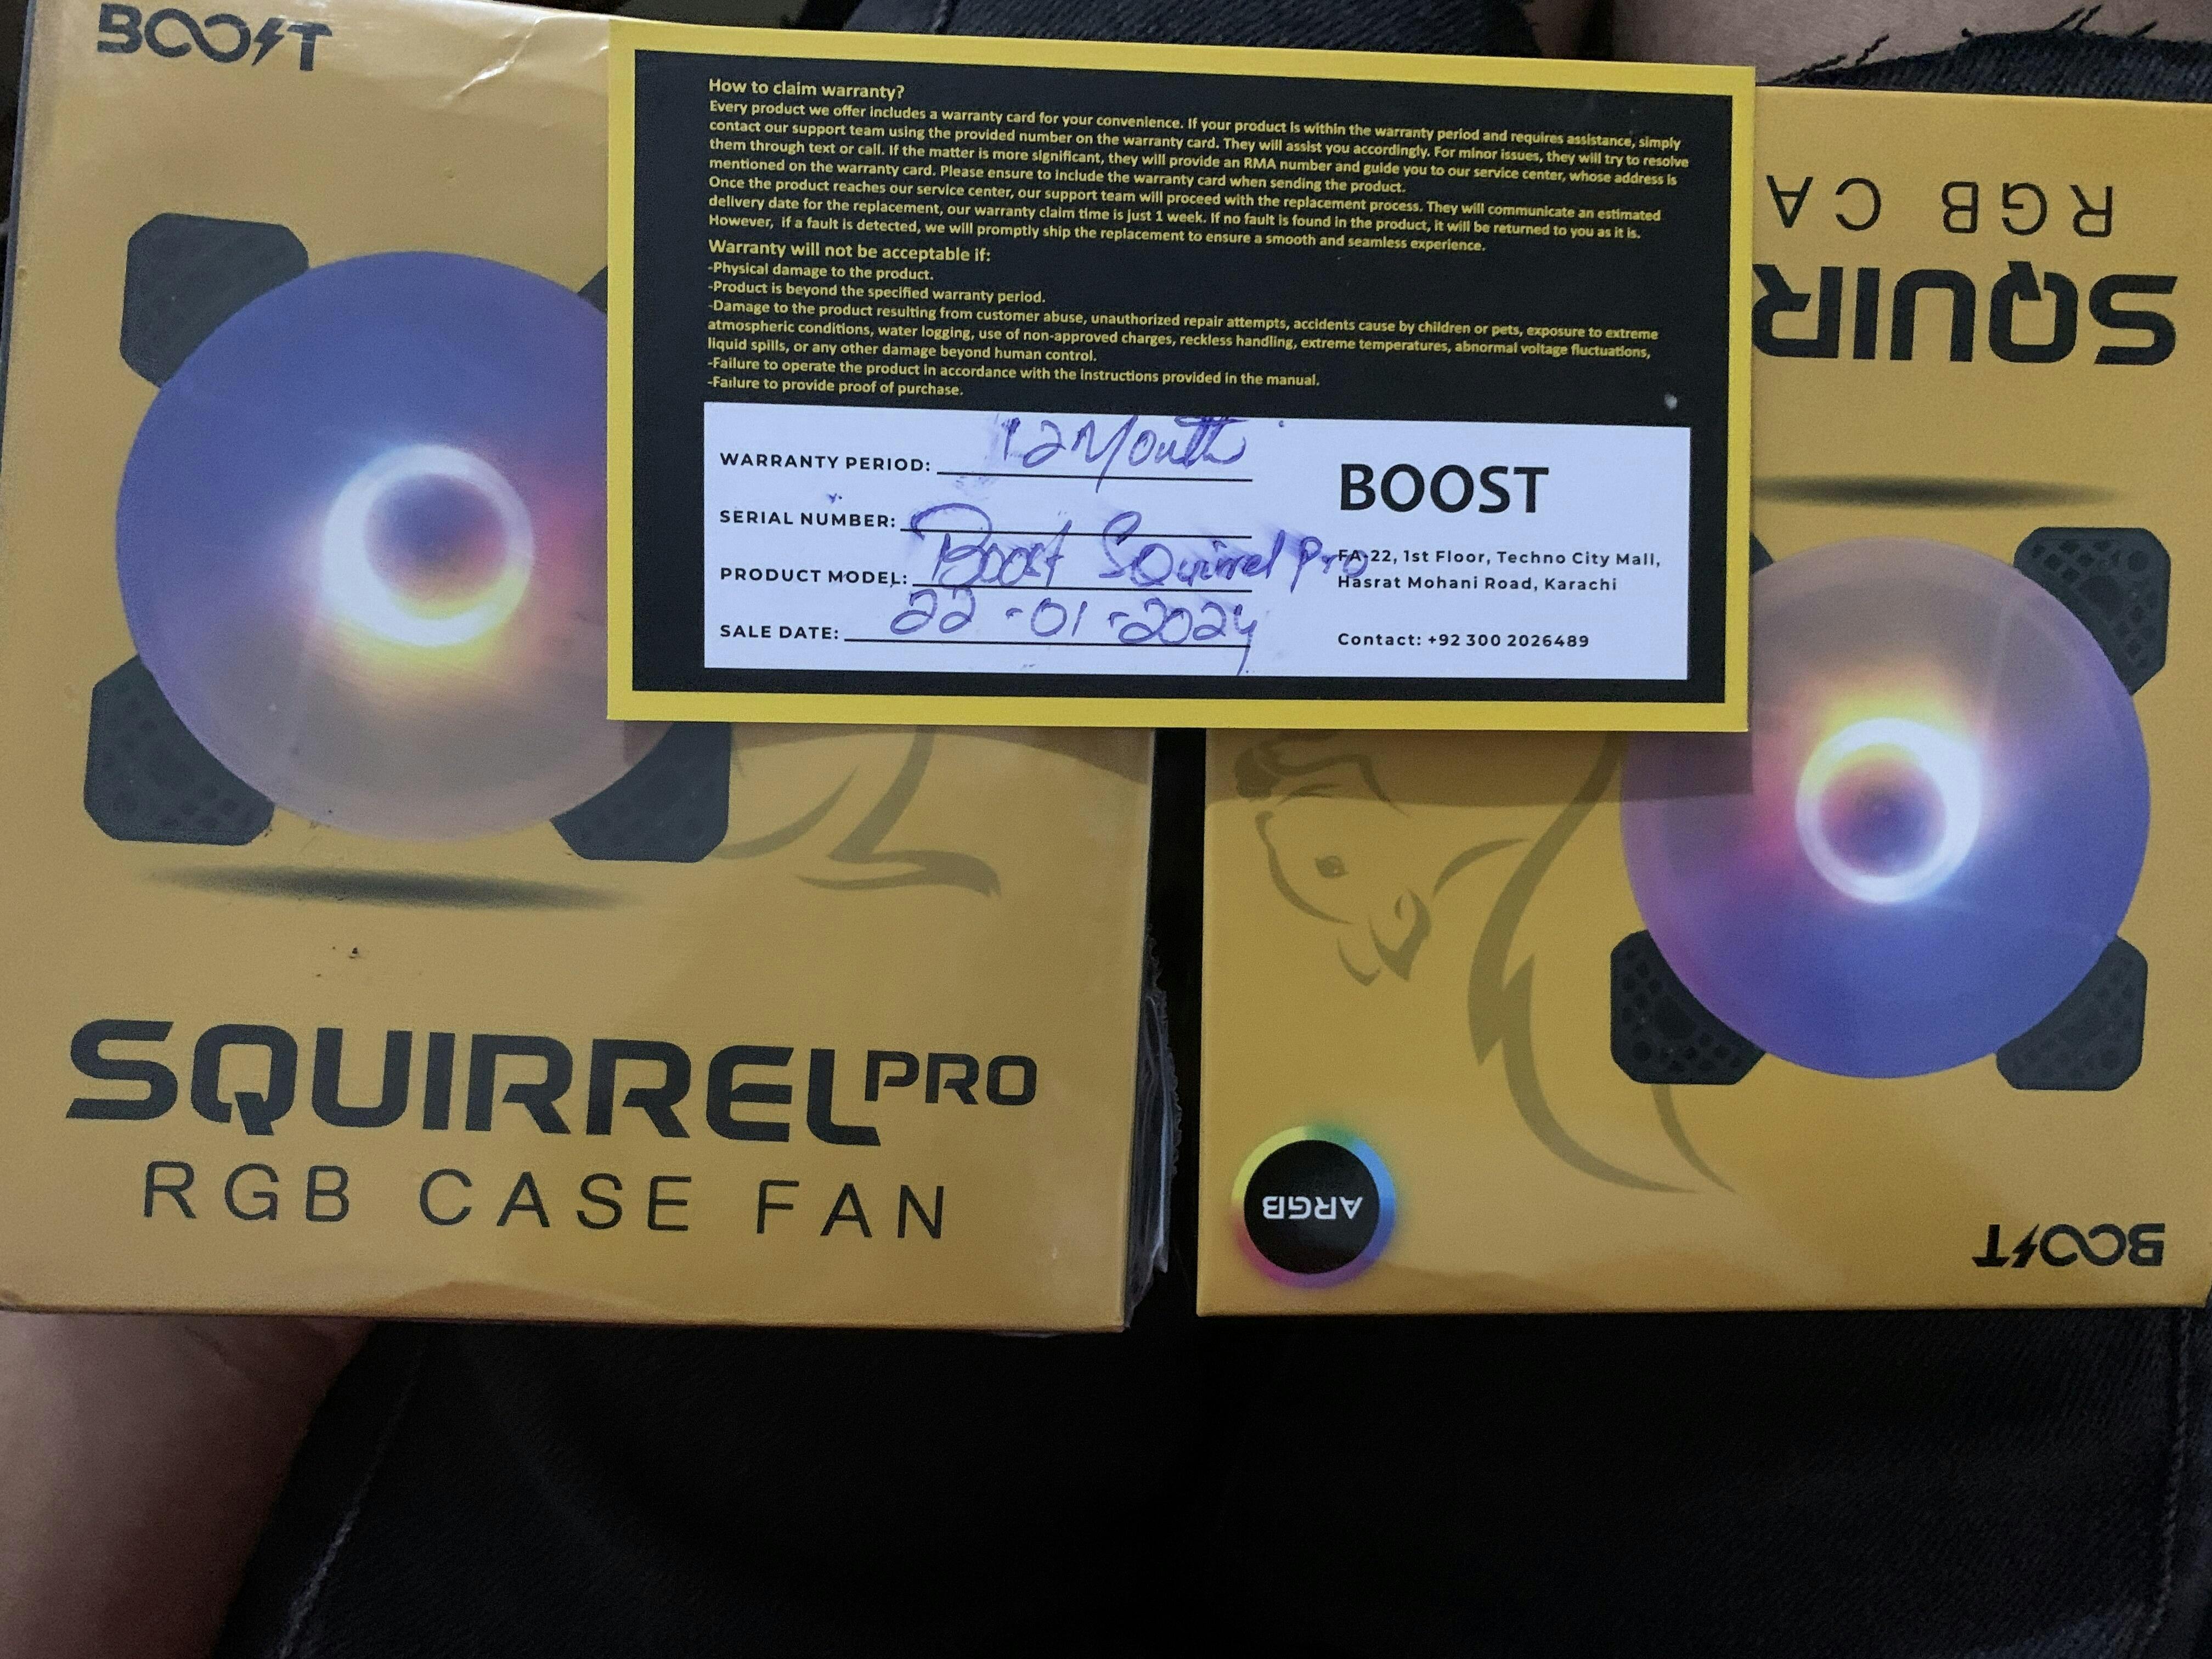 BOOST
How to claim warranty?
Every product we offer includes a warranty card for your convenience. If your product is within the warranty period and requires assistance, simply
contact our support team using the provided number on the warranty card. They will assist you accordingly. For minor issues, they will try to resolve
them through text or call. If the matter is more significant, they will provide an RMA number and guide you to our service center, whose address is
mentioned on the warranty card. Please ensure to include the warranty card when sending the product.
Once the product reaches our service center, our support team will proceed with the replacement process. They will communicate an estimated
delivery date for the replacement, our warranty claim time is just 1 week. If no fault is found in the product, it will be returned to you as it is.
However, if a fault is detected, we will promptly ship the replacement to ensure a smooth and seamless experience.
Warranty will not be acceptable if:
-Physical damage to the product.
-Product is beyond the specified warranty period.
-Damage to the product resulting from customer abuse, unauthorized repair attempts, accidents cause by children or pets, exposure to extreme
atmospheric conditions, water logging, use of non-approved charges, reckless handling, extreme temperatures, abnormal voltage fluctuations,
liquid spills, or any other damage beyond human control.
-Failure to operate the product in accordance with the instructions provided in the manual.
-Failure to provide proof of purchase.
WARRANTY PERIOD: 12 Month
SERIAL NUMBER:
PRODUCT MODEL: Boost Squirrel Pro
SALE DATE: 22-01-2024
BOOST
FA-22, 1st Floor, Techno City Mall,
Hasrat Mohani Road, Karachi
Contact: +92 300 2026489
SQUIRREL PRO
RGB CASE FAN
RGB CA
SQUIR
ARGB
BOOST